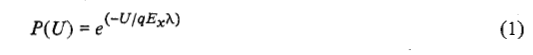 P(U) = e^(-U/qE_xλ) (1)